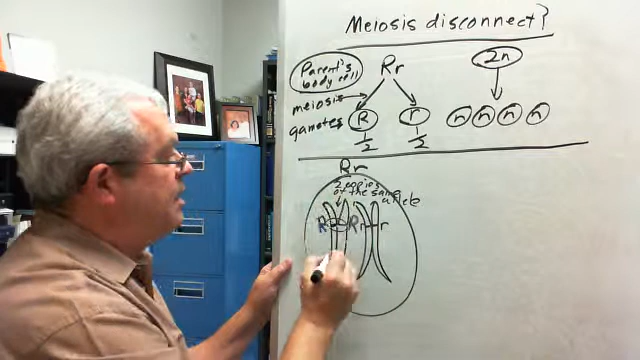 Meiosis disconnect?
Parent's
body cell
Rr
2n
meiosis
gametes
R
r
n
n
n
n
1/2
1/2
Rr
2 copies
of the same
allele
R
R
r
r